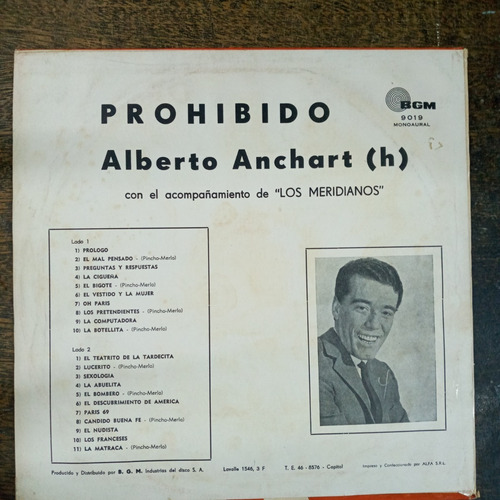 PROHIBIDO
BGM
9019
MONOAURAL
Alberto Anchart (h)
con el acompañamiento de "LOS MERIDIANOS"
Lado 1
1) PROLOGO
2) EL MAL PENSADO - (Pincho-Merlo)
3) PREGUNTAS Y RESPUESTAS
4) LA CIGUEÑA
5) EL BIGOTE - (Pincho-Merlo)
6) EL VESTIDO Y LA MUJER
7) OH PARIS
8) LOS PRETENDIENTES - (Pincho-Merlo)
9) LA COMPUTADORA
10) LA BOTELLITA - (Pincho-Merlo)
Lado 2
1) EL TEATRITO DE LA TARDECITA
2) LUCERITO - (Pincho-Merlo)
3) SEXOLOGIA
4) LA ABUELITA
5) EL BOMBERO - (Pincho-Merlo)
6) EL DESCUBRIMIENTO DE AMERICA
7) PARIS 69
8) CANDIDO BUENA FE - (Pincho-Merlo)
9) EL NUDISTA
10) LOS FRANCESES
11) LA MATRACA - (Pincho-Merlo)
Producido y Distribuido por B. G. M. Industrias del disco S. A. Lavalle 1546, 3 F T. E. 46 - 8576 - Capital Impreso y Confeccionado por ALFA S.R.L.